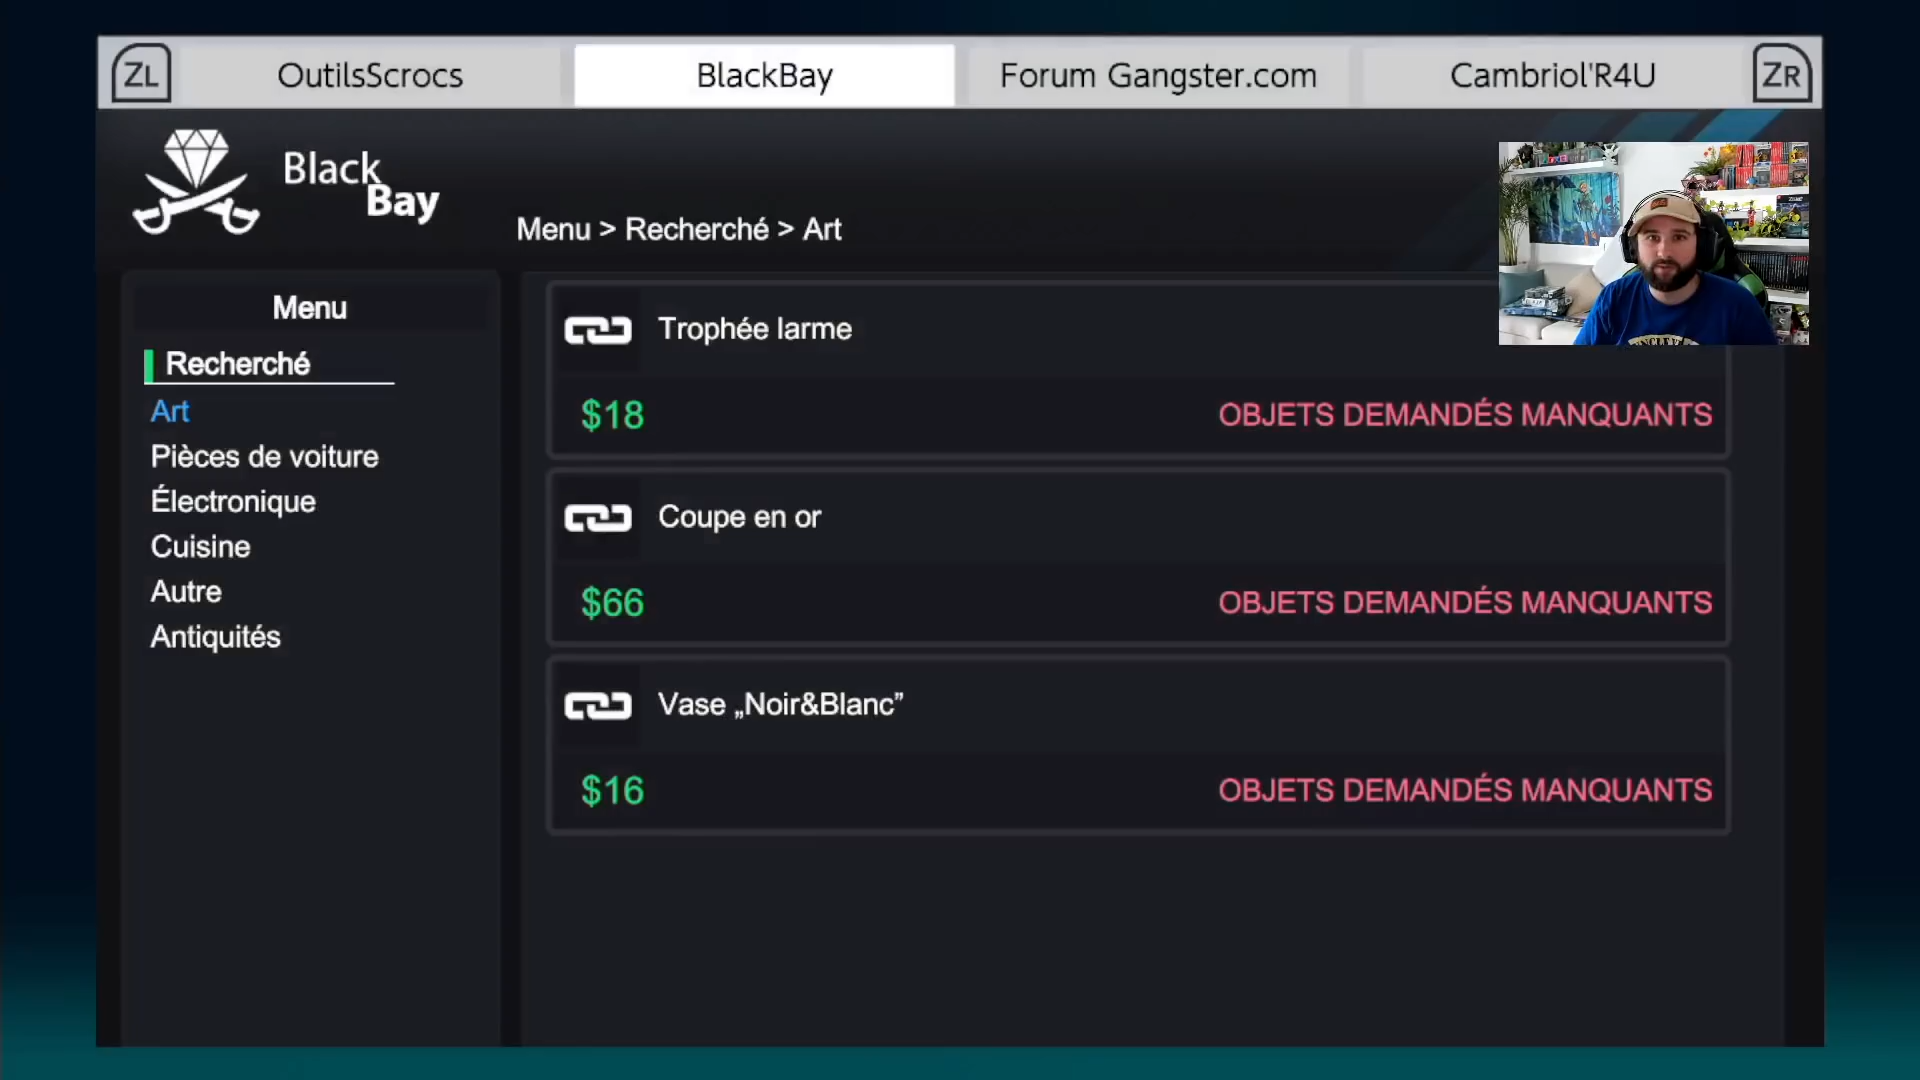 ZL
OutilsScrocs
BlackBay
Forum Gangster.com
Cambriol'R4U
ZR
Black
Bay
Menu > Recherché > Art
Menu
Recherché
Art
Pièces de voiture
Électronique
Cuisine
Autre
Antiquités
Trophée larme
$18
OBJETS DEMANDÉS MANQUANTS
Coupe en or
$66
OBJETS DEMANDÉS MANQUANTS
Vase „Noir&Blanc”
$16
OBJETS DEMANDÉS MANQUANTS